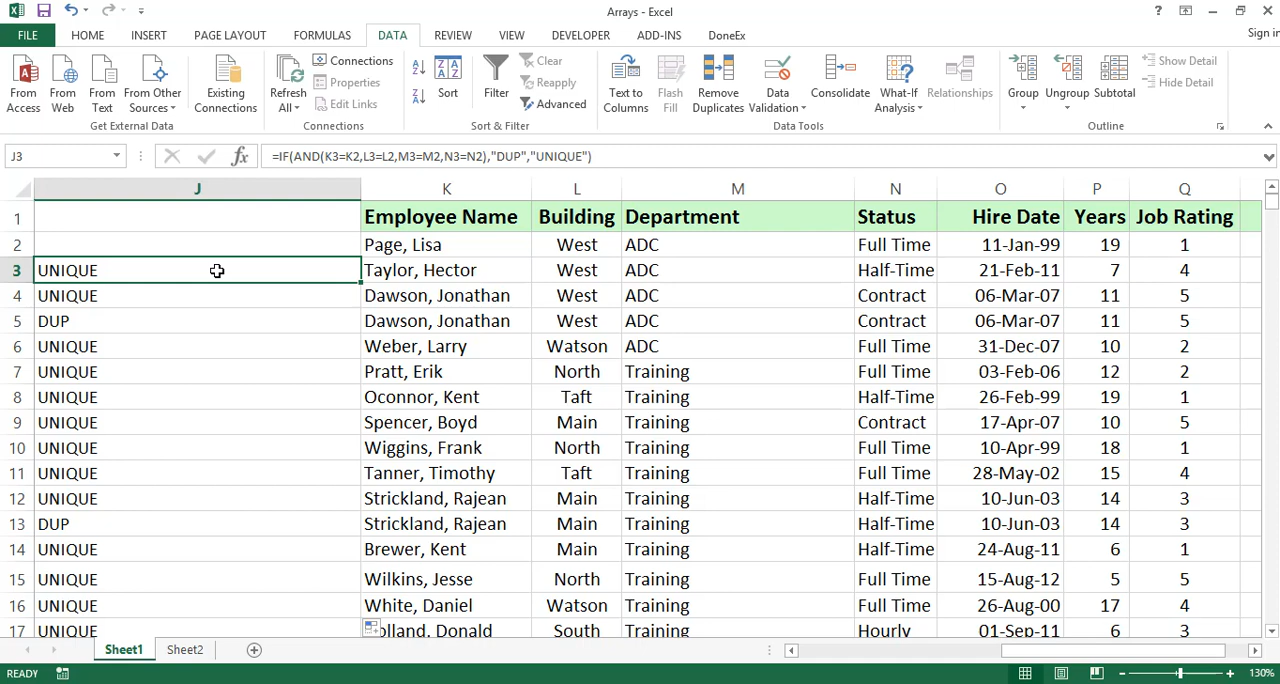 Arrays - Excel
?
FILE HOME INSERT PAGE LAYOUT FORMULAS DATA REVIEW VIEW DEVELOPER ADD-INS DoneEx Sign in
From Access
From Web
From Text
From Other Sources
Existing Connections
Refresh All
Connections
Properties
Edit Links
Sort
Filter
Clear
Reapply
Advanced
Text to Columns
Flash Fill
Remove Duplicates
Data Validation
Consolidate
What-If Analysis
Relationships
Group
Ungroup
Subtotal
Show Detail
Hide Detail
Get External Data Connections Sort & Filter Data Tools Outline
J3 fx =IF(AND(K3=K2,L3=L2,M3=M2,N3=N2),"DUP","UNIQUE")
J K L M N O P Q
1 Employee Name Building Department Status Hire Date Years Job Rating
2 Page, Lisa West ADC Full Time 11-Jan-99 19 1
3 UNIQUE Taylor, Hector West ADC Half-Time 21-Feb-11 7 4
4 UNIQUE Dawson, Jonathan West ADC Contract 06-Mar-07 11 5
5 DUP Dawson, Jonathan West ADC Contract 06-Mar-07 11 5
6 UNIQUE Weber, Larry Watson ADC Full Time 31-Dec-07 10 2
7 UNIQUE Pratt, Erik North Training Full Time 03-Feb-06 12 2
8 UNIQUE Oconnor, Kent Taft Training Half-Time 26-Feb-99 19 1
9 UNIQUE Spencer, Boyd Main Training Contract 17-Apr-07 10 5
10 UNIQUE Wiggins, Frank North Training Full Time 10-Apr-99 18 1
11 UNIQUE Tanner, Timothy Taft Training Full Time 28-May-02 15 4
12 UNIQUE Strickland, Rajean Main Training Half-Time 10-Jun-03 14 3
13 DUP Strickland, Rajean Main Training Half-Time 10-Jun-03 14 3
14 UNIQUE Brewer, Kent Main Training Half-Time 24-Aug-11 6 1
15 UNIQUE Wilkins, Jesse North Training Full Time 15-Aug-12 5 5
16 UNIQUE White, Daniel Watson Training Full Time 26-Aug-00 17 4
17 UNIQUE olland, Donald South Training Hourly 01-Sep-11 6 3
Sheet1 Sheet2
READY 130%